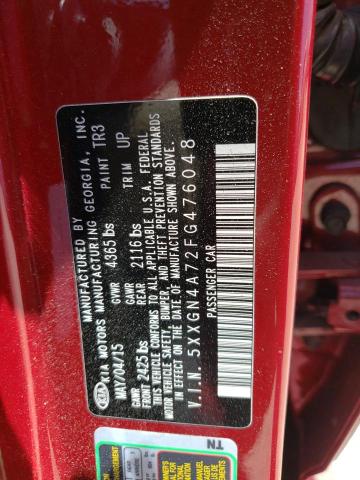 MANUFACTURED BY
KIA MOTORS MANUFACTURING GEORGIA, INC.
MAY/04/15 GVWR 4365 lbs PAINT TR3
GAWR FRONT 2425 lbs GAWR REAR 2116 lbs TRIM UP
THIS VEHICLE CONFORMS TO ALL APPLICABLE U.S.A. FEDERAL
MOTOR VEHICLE SAFETY, BUMPER, AND THEFT PREVENTION STANDARDS
IN EFFECT ON THE DATE OF MANUFACTURE SHOWN ABOVE.
V.I.N. 5XXGN4A72FG476048
PASSENGER CAR
TN